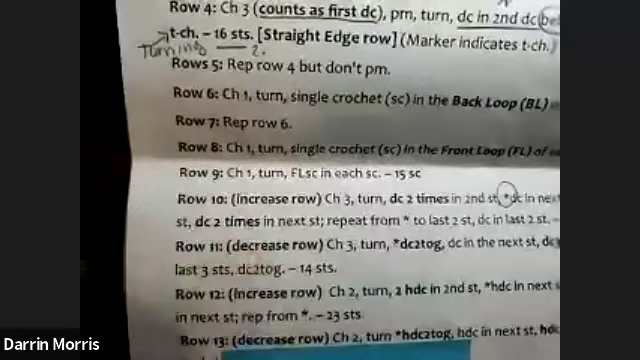 Row 4: Ch 3 (counts as first dc), pm, turn, dc in 2nd dc (be
t-ch. – 16 sts. [Straight Edge row] (Marker indicates t-ch.)
Turning 2.
Rows 5: Rep row 4 but don't pm.
Row 6: Ch 1, turn, single crochet (sc) in the Back Loop (BL)
Row 7: Rep row 6.
Row 8: Ch 1, turn, single crochet (sc) in the Front Loop (FL) of
Row 9: Ch 1, turn, FLsc in each sc. – 15 sc
Row 10: (increase row) Ch 3, turn, dc 2 times in 2nd st, *dc in nex
st, dc 2 times in next st; repeat from * to last 2 st, dc in last 2 st. –
Row 11: (decrease row) Ch 3, turn, *dc2tog, dc in the next st, dc
last 3 sts, dc2tog. – 14 sts.
Row 12: (increase row) Ch 2, turn, 2 hdc in 2nd st, *hdc in next
in next st; rep from *. – 23 sts.
Row 13: (decrease row) Ch 2, turn *hdc2tog, hdc in next st, hdc
Darrin Morris